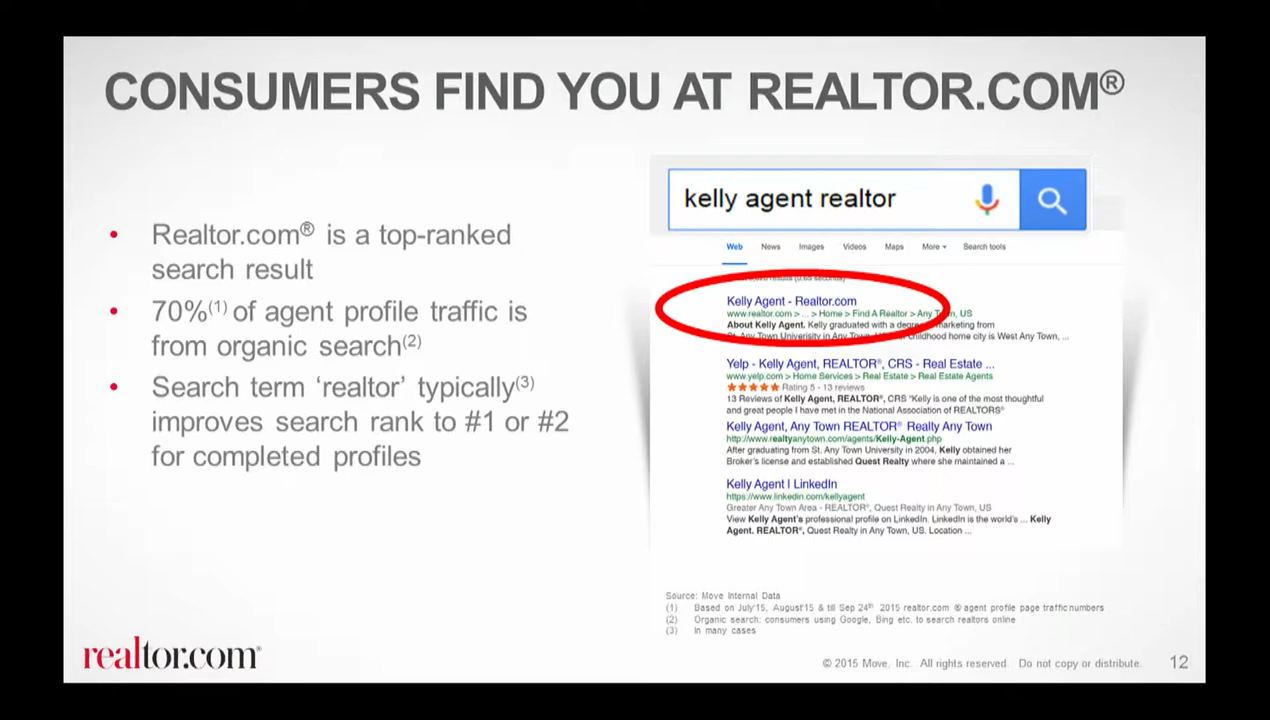 CONSUMERS FIND YOU AT REALTOR.COM®
• Realtor.com® is a top-ranked
search result
• 70%(1) of agent profile traffic is
from organic search(2)
• Search term ‘realtor’ typically(3)
improves search rank to #1 or #2
for completed profiles
kelly agent realtor
Web News Images Videos Maps More Search tools
results
Kelly Agent - Realtor.com
www.realtor.com > ... > Home > Find A Realtor > Any Town, US
About Kelly Agent. Kelly graduated with a degree marketing from
St. Any Town Univerisity in Any Town, childhood home city is West Any Town, ...
Yelp - Kelly Agent, REALTOR®, CRS - Real Estate ...
www.yelp.com > Home Services > Real Estate > Real Estate Agents
★★★★★ Rating 5 - 13 reviews
13 Reviews of Kelly Agent, REALTOR®, CRS "Kelly is one of the most thoughtful
and great people I have met in the National Association of REALTORS®
Kelly Agent, Any Town REALTOR® Realty Any Town
http://www.realtyanytown.com/agents/Kelly-Agent.php
After graduating from St. Any Town University in 2004, Kelly obtained her
Broker's license and established Quest Realty where she maintained a ...
Kelly Agent | LinkedIn
https://www.linkedin.com/kellyagent
Greater Any Town Area - REALTOR®, Quest Realty in Any Town, US
View Kelly Agent's professional profile on LinkedIn. LinkedIn is the world's ... Kelly
Agent. REALTOR®, Quest Realty in Any Town, US. Location ...
Source: Move Internal Data
(1) Based on July'15, August'15 & till Sep 24th 2015 realtor.com ® agent profile page traffic numbers
(2) Organic search: consumers using Google, Bing etc. to search realtors online
(3) In many cases
realtor.com®
© 2015 Move, Inc. All rights reserved. Do not copy or distribute. 12